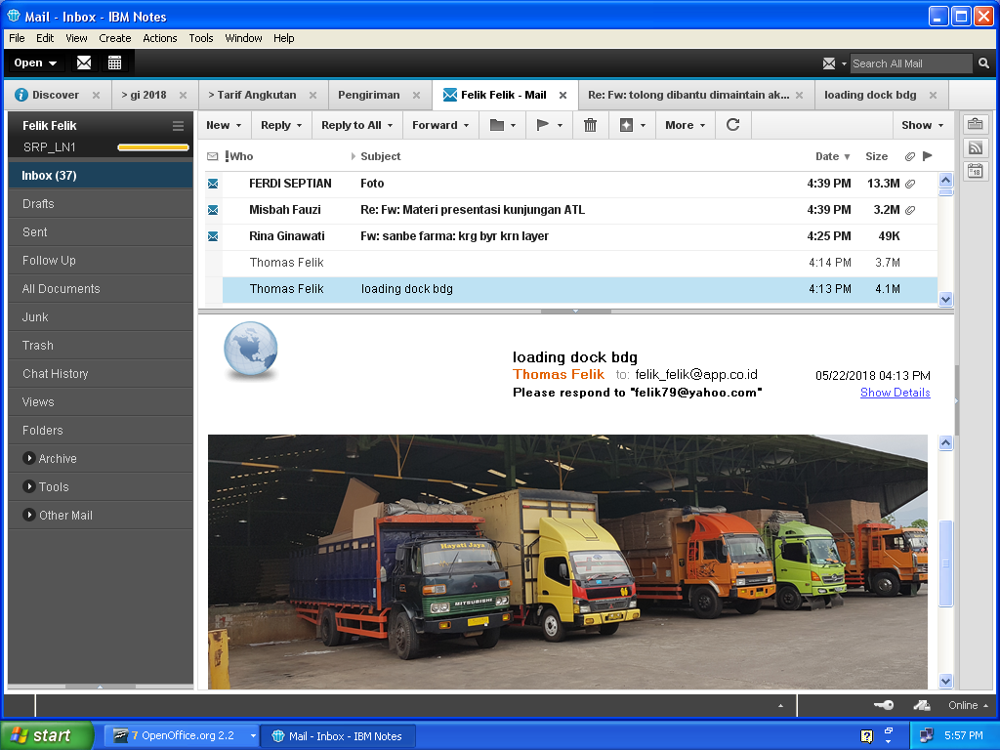 Mail - Inbox - IBM Notes
File Edit View Create Actions Tools Window Help
Open
Search All Mail
Discover
> gi 2018
> Tarif Angkutan
Pengiriman
Felik Felik - Mail
Re: Fw: tolong dibantu dimaintain ak...
loading dock bdg
Felik Felik
SRP_LN1
New Reply Reply to All Forward More Show
Inbox (37)
Drafts
Sent
Follow Up
All Documents
Junk
Trash
Chat History
Views
Folders
Archive
Tools
Other Mail
! Who Subject Date Size
FERDI SEPTIAN Foto 4:39 PM 13.3M
Misbah Fauzi Re: Fw: Materi presentasi kunjungan ATL 4:39 PM 3.2M
Rina Ginawati Fw: sanbe farma: krg byr krn layer 4:25 PM 49K
Thomas Felik 4:14 PM 3.7M
Thomas Felik loading dock bdg 4:13 PM 4.1M
18
loading dock bdg
Thomas Felik to: felik_felik@app.co.id 05/22/2018 04:13 PM
Please respond to "felik79@yahoo.com" Show Details
Hayati Jaya
MITSUBISHI
Online
start
7 OpenOffice.org 2.2
Mail - Inbox - IBM Notes
?
5:57 PM